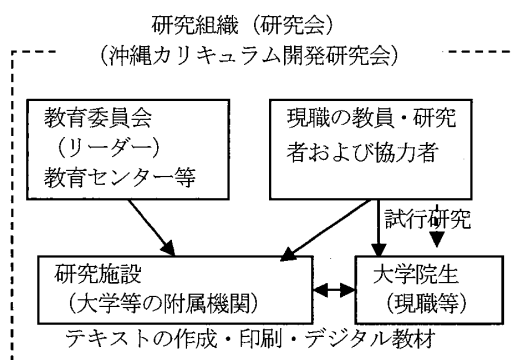 研究組織（研究会）
（沖縄カリキュラム開発研究会）
教育委員会
（リーダー）
教育センター等
現職の教員・研究
者および協力者
試行研究
研究施設
（大学等の附属機関）
大学院生
（現職等）
テキストの作成・印刷・デジタル教材